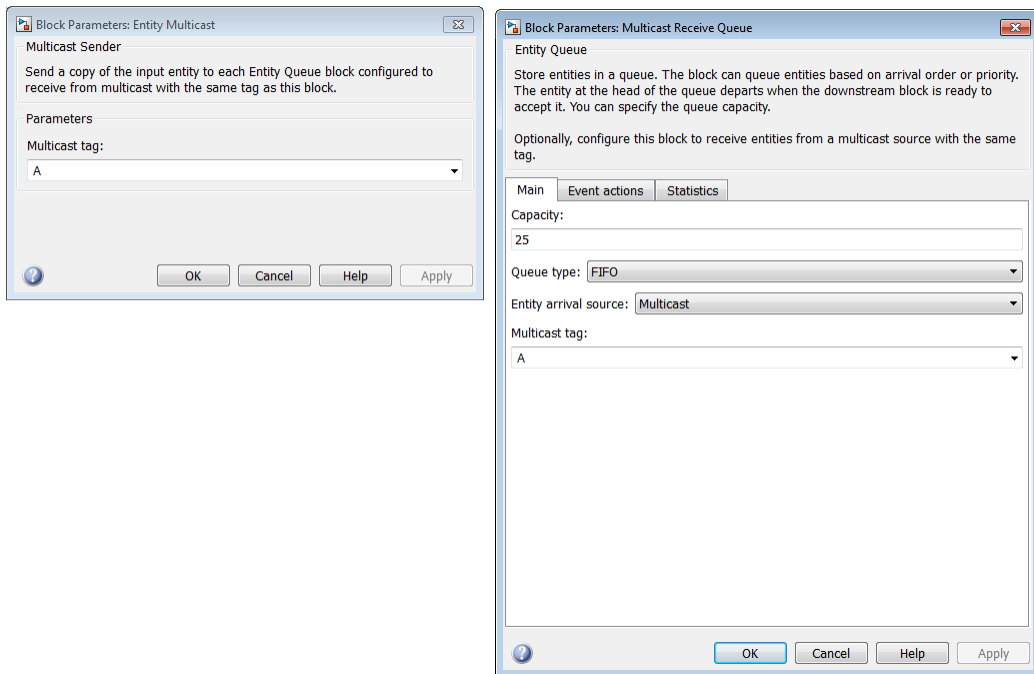 Block Parameters: Entity Multicast
Multicast Sender
Send a copy of the input entity to each Entity Queue block configured to
receive from multicast with the same tag as this block.
Parameters
Multicast tag:
A
OK Cancel Help Apply
Block Parameters: Multicast Receive Queue
Entity Queue
Store entities in a queue. The block can queue entities based on arrival order or priority.
The entity at the head of the queue departs when the downstream block is ready to
accept it. You can specify the queue capacity.
Optionally, configure this block to receive entities from a multicast source with the same
tag.
Main Event actions Statistics
Capacity:
25
Queue type: FIFO
Entity arrival source: Multicast
Multicast tag:
A
OK Cancel Help Apply